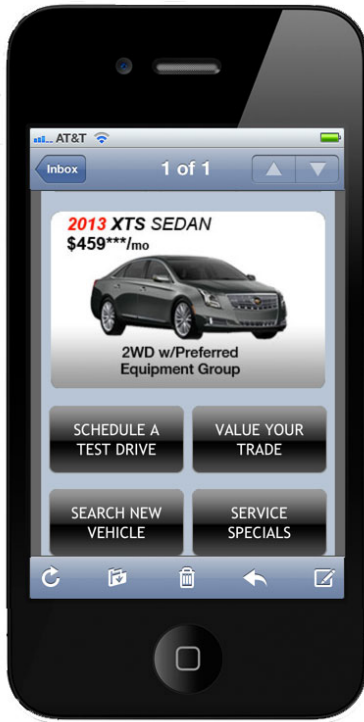 AT&T
Inbox
1 of 1
2013 XTS SEDAN
$459***/mo
2WD w/Preferred
Equipment Group
SCHEDULE A
TEST DRIVE
VALUE YOUR
TRADE
SEARCH NEW
VEHICLE
SERVICE
SPECIALS